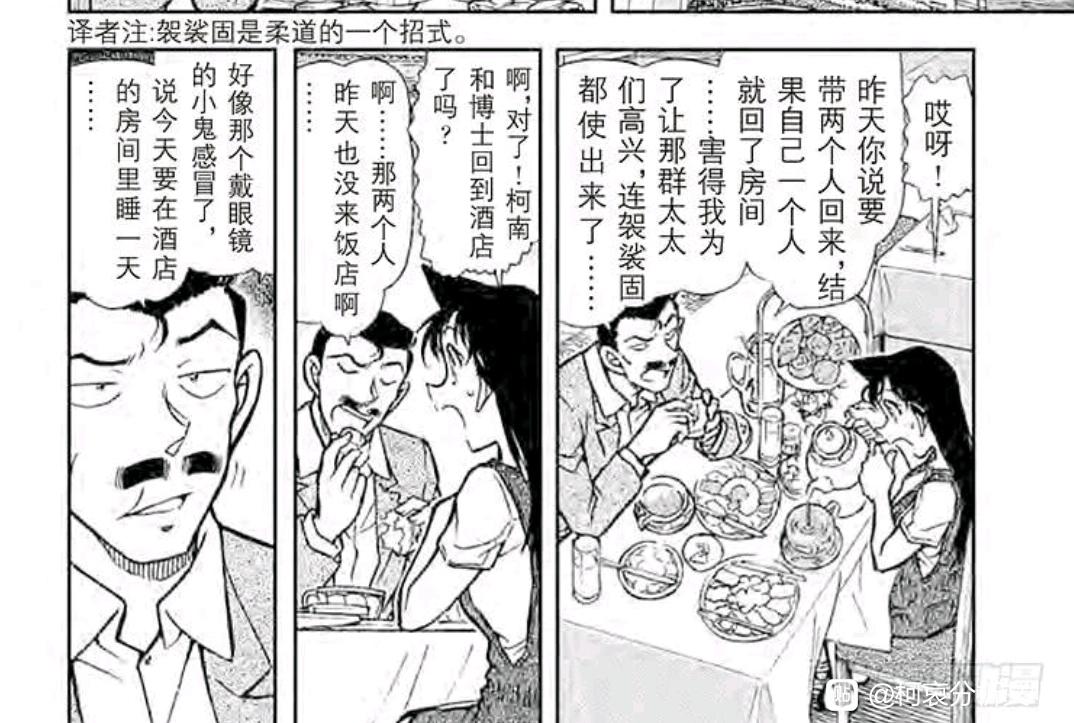 译者注:袈裟固是柔道的一个招式。
哎呀!
昨天你说要
带两个人回来,结
果自己一个人
就回了房间
……害得我为
了让那群太太
们高兴,连袈裟固
都使出来了……
啊,对了!柯南
和博士回到酒店
了吗?
啊……那两个人
昨天也没来饭店啊
……
好像那个戴眼镜
的小鬼感冒了,
说今天要在酒店
的房间里睡一天
……
贴 @柯哀分
漫